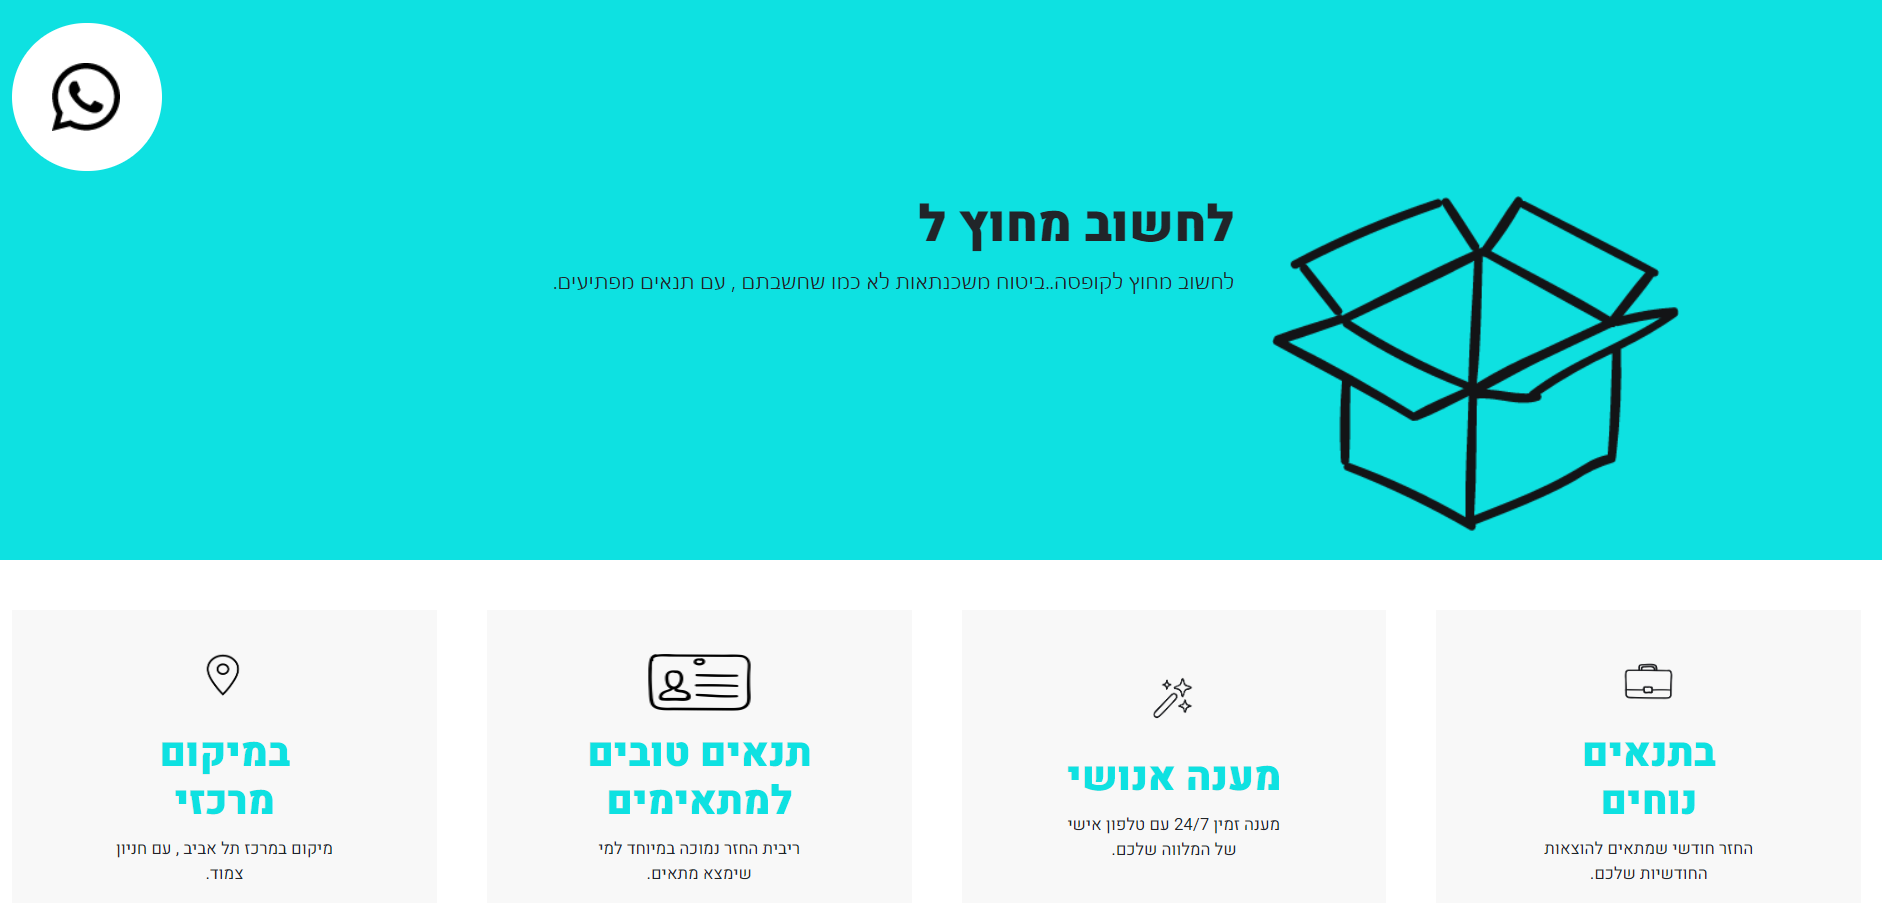 לחשוב מחוץ ל
לחשוב מחוץ לקופסה..ביטוח משכנתאות לא כמו שחשבתם , עם תנאים מפתיעים.
בתנאים
נוחים
החזר חודשי שמתאים להוצאות
החודשיות שלכם.
מענה אנושי
מענה זמין 24/7 עם טלפון אישי
של המלווה שלכם.
תנאים טובים
למתאימים
ריבית החזר נמוכה במיוחד למי
שימצא מתאים.
במיקום
מרכזי
מיקום במרכז תל אביב , עם חניון
צמוד.